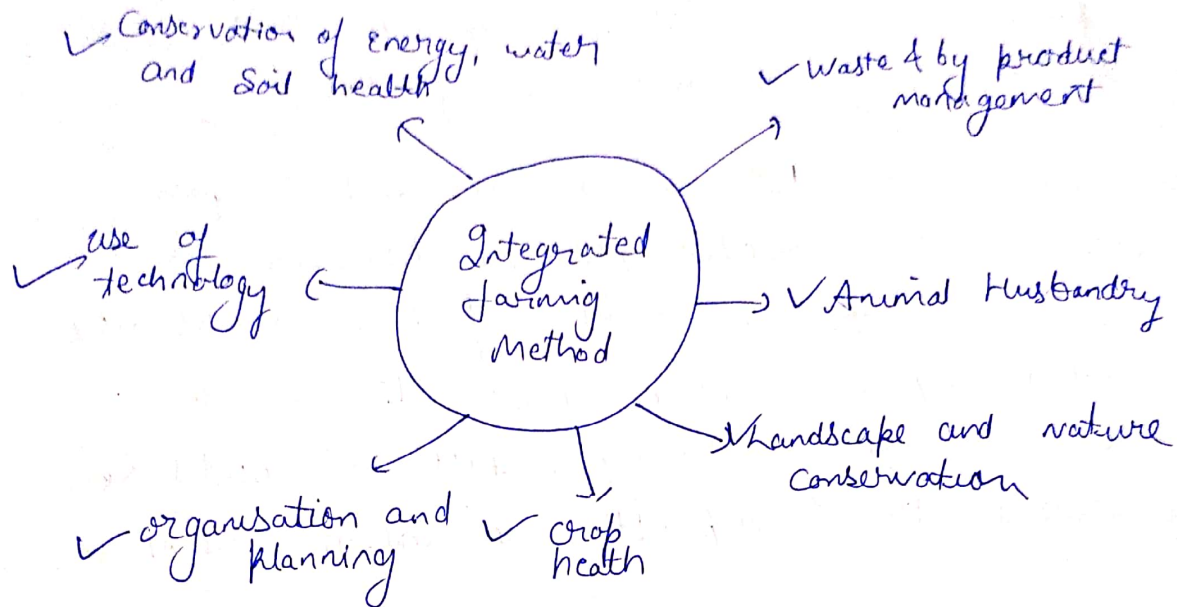 Conservation of Energy, water
and Soil health
Waste & by product
management
use of
technology
Integrated
farmig
Method
Animal Husbandry
Landscape and nature
conservation
organisation and
planning
crop
health